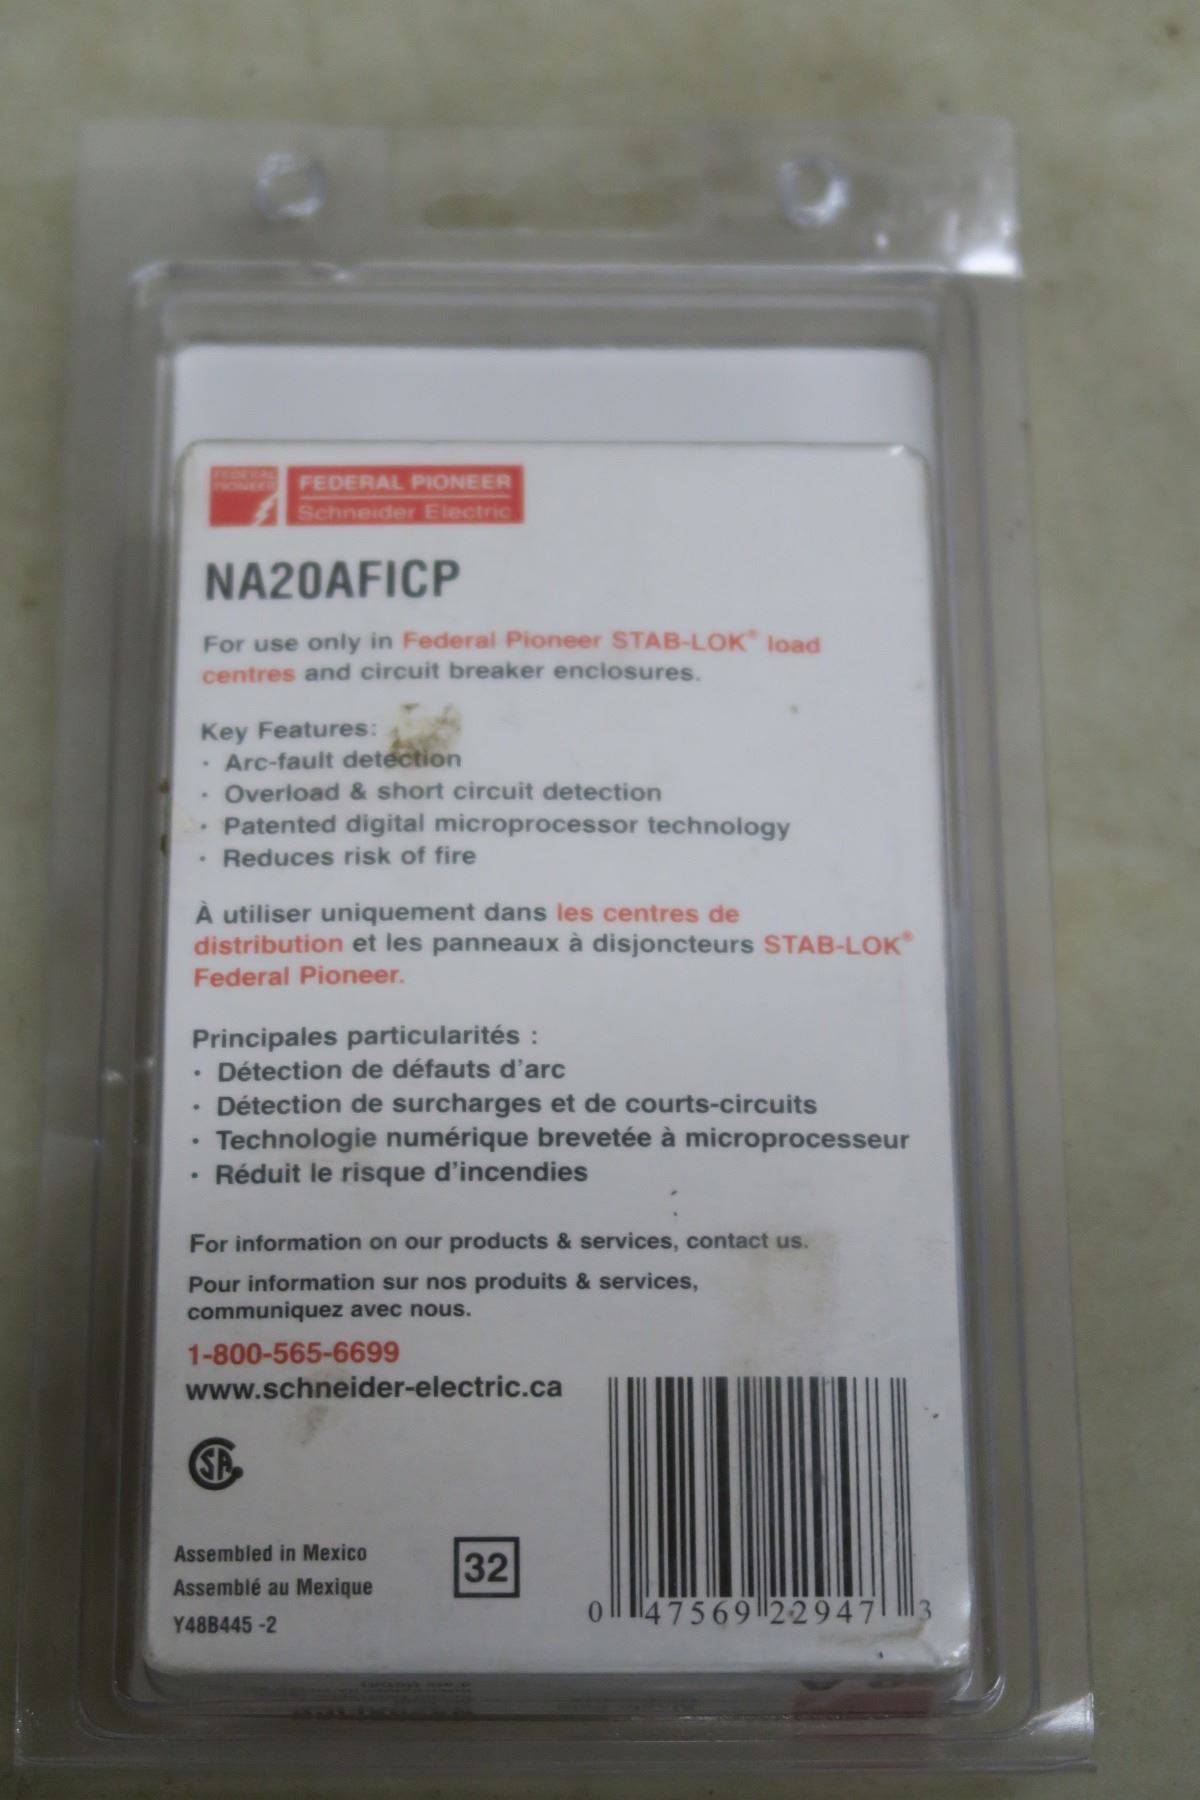 FEDERAL
PIONEER
FEDERAL PIONEER
Schneider Electric
NA20AFICP
For use only in Federal Pioneer STAB-LOK® load
centres and circuit breaker enclosures.
Key Features:
· Arc-fault detection
· Overload & short circuit detection
· Patented digital microprocessor technology
· Reduces risk of fire
À utiliser uniquement dans les centres de
distribution et les panneaux à disjoncteurs STAB-LOK®
Federal Pioneer.
Principales particularités :
· Détection de défauts d'arc
· Détection de surcharges et de courts-circuits
· Technologie numérique brevetée à microprocesseur
· Réduit le risque d'incendies
For information on our products & services, contact us.
Pour information sur nos produits & services,
communiquez avec nous.
1-800-565-6699
www.schneider-electric.ca
SA
Assembled in Mexico
Assemblé au Mexique
Y48B445 -2
32
0 47569 22947 3